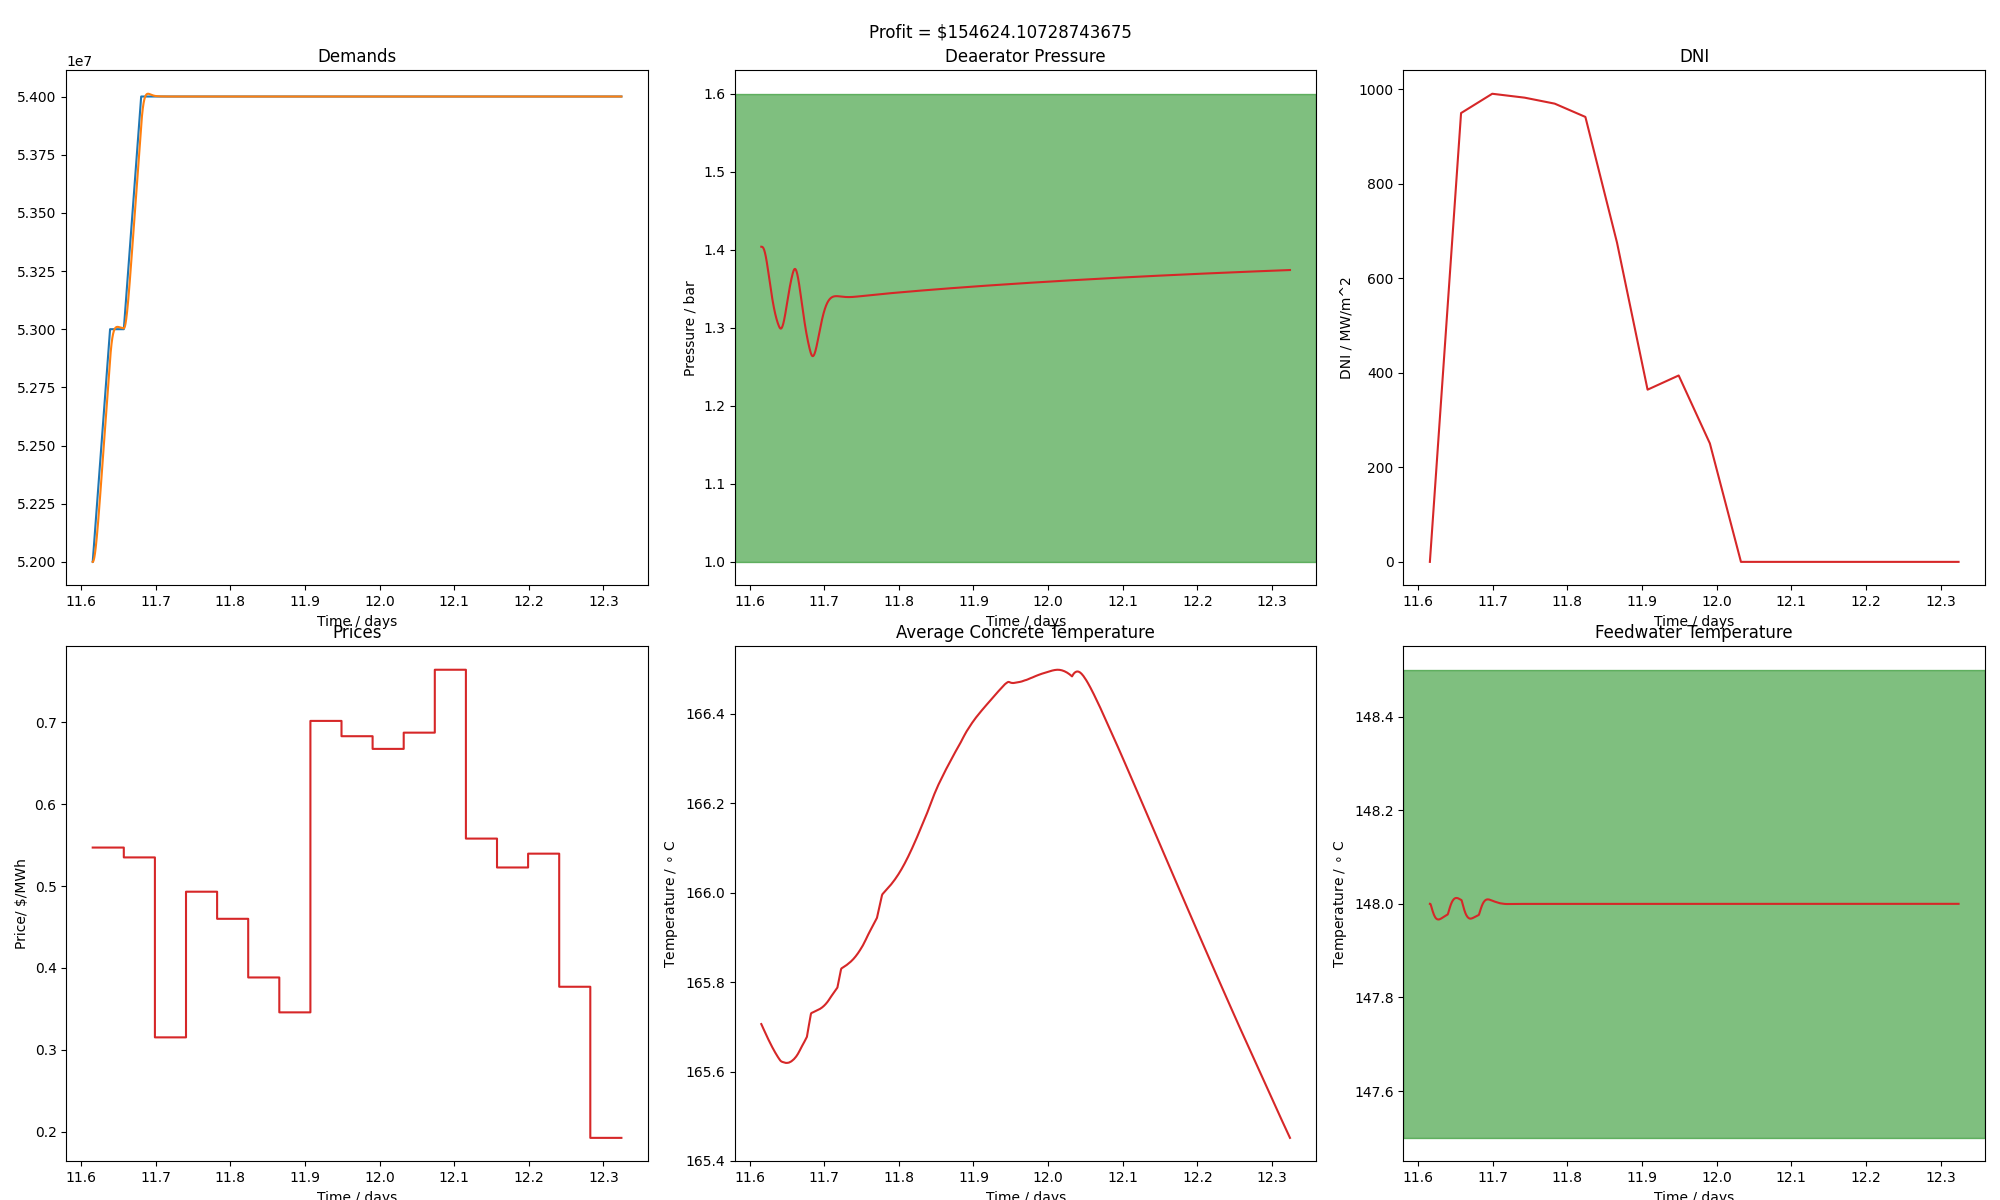 Profit = $154624.10728743675
Demands
1e7
5.400
5.375
5.350
5.325
5.300
5.275
5.250
5.225
5.200
11.6 11.7 11.8 11.9 12.0 12.1 12.2 12.3
Time / days
Deaerator Pressure
Pressure / bar
1.6
1.5
1.4
1.3
1.2
1.1
1.0
11.6 11.7 11.8 11.9 12.0 12.1 12.2 12.3
Time / days
DNI
DNI / MW/m^2
1000
800
600
400
200
0
11.6 11.7 11.8 11.9 12.0 12.1 12.2 12.3
Time / days
Prices
Price/ $/MWh
0.7
0.6
0.5
0.4
0.3
0.2
11.6 11.7 11.8 11.9 12.0 12.1 12.2 12.3
Time / days
Average Concrete Temperature
Temperature / ∘ C
166.4
166.2
166.0
165.8
165.6
165.4
11.6 11.7 11.8 11.9 12.0 12.1 12.2 12.3
Time / days
Feedwater Temperature
Temperature / ∘ C
148.4
148.2
148.0
147.8
147.6
11.6 11.7 11.8 11.9 12.0 12.1 12.2 12.3
Time / days